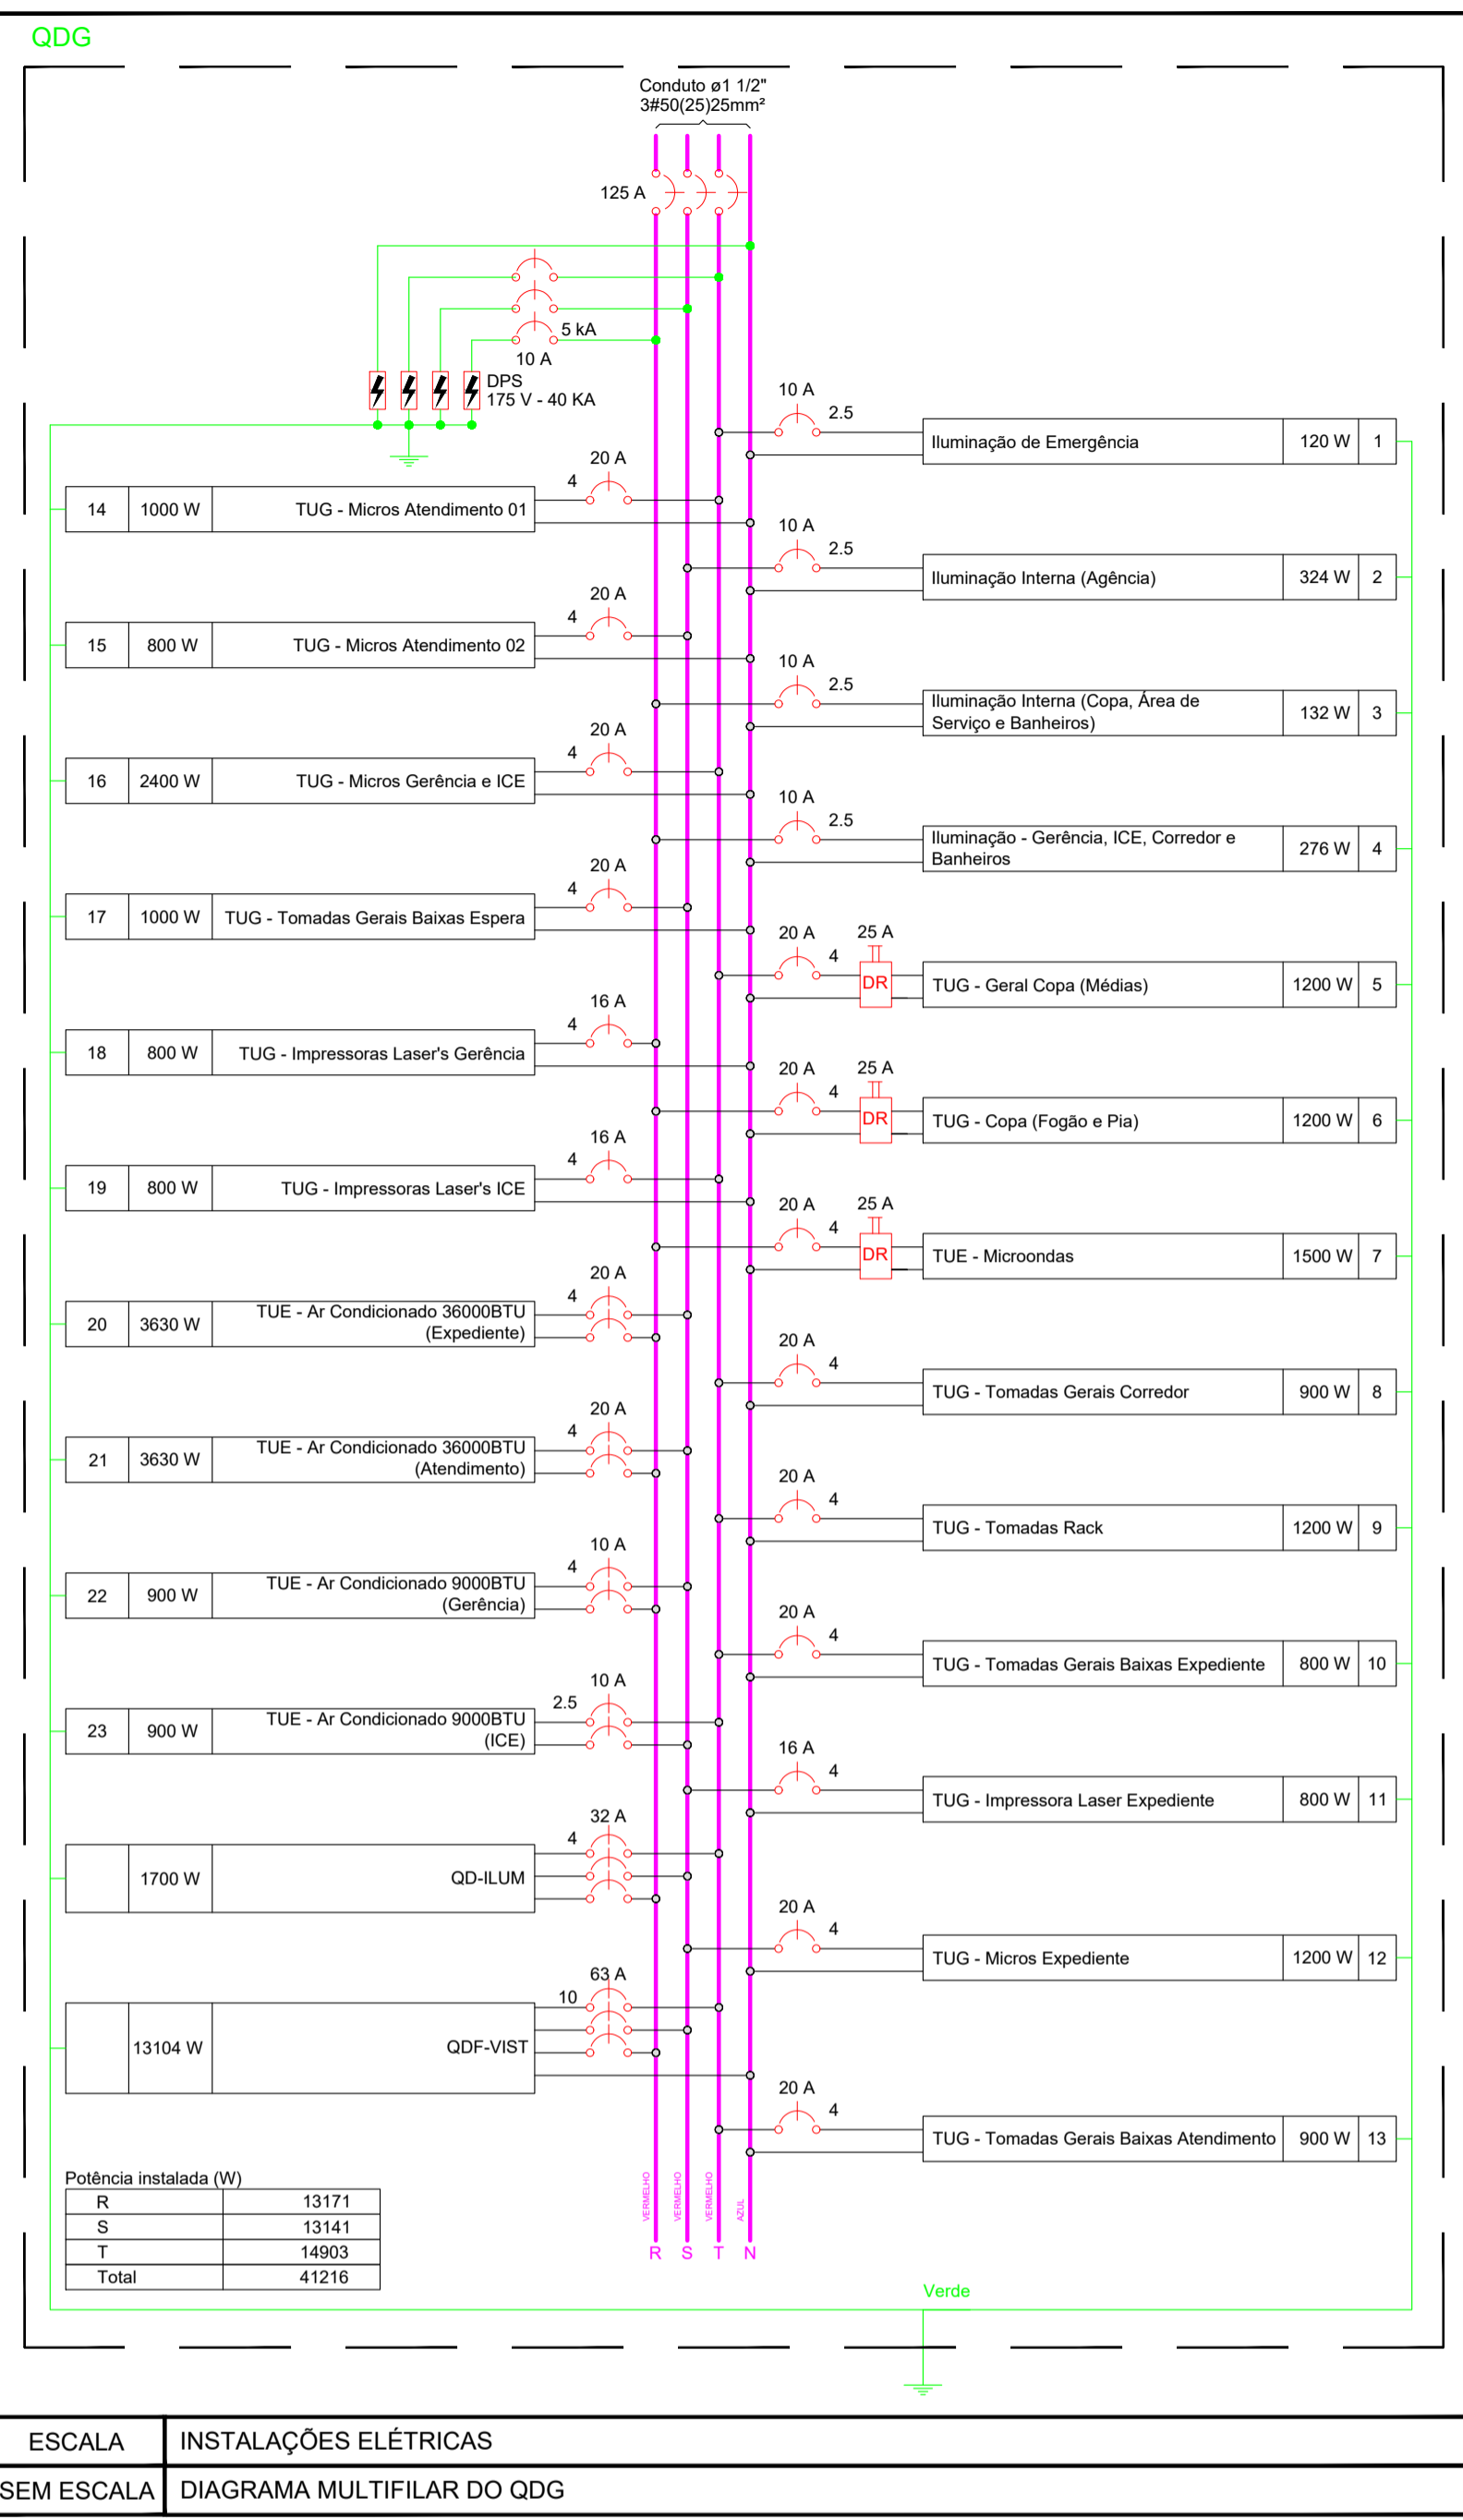 QDG
Conduto ø1 1/2"
3#50(25)25mm²
125 A
5 kA
10 A
DPS
175 V - 40 KA
10 A
2.5
Iluminação de Emergência 120 W 1
20 A
4
14 1000 W TUG - Micros Atendimento 01
10 A
2.5
Iluminação Interna (Agência) 324 W 2
20 A
4
15 800 W TUG - Micros Atendimento 02
10 A
2.5
Iluminação Interna (Copa, Área de
Serviço e Banheiros) 132 W 3
20 A
4
16 2400 W TUG - Micros Gerência e ICE
10 A
2.5
Iluminação - Gerência, ICE, Corredor e
Banheiros 276 W 4
20 A
4
17 1000 W TUG - Tomadas Gerais Baixas Espera
20 A 25 A
4
DR
TUG - Geral Copa (Médias) 1200 W 5
16 A
4
18 800 W TUG - Impressoras Laser's Gerência
20 A 25 A
4
DR
TUG - Copa (Fogão e Pia) 1200 W 6
16 A
4
19 800 W TUG - Impressoras Laser's ICE
20 A 25 A
4
DR
TUE - Microondas 1500 W 7
20 A
4
20 3630 W TUE - Ar Condicionado 36000BTU
(Expediente)
20 A
4
TUG - Tomadas Gerais Corredor 900 W 8
20 A
4
21 3630 W TUE - Ar Condicionado 36000BTU
(Atendimento)
20 A
4
TUG - Tomadas Rack 1200 W 9
10 A
4
22 900 W TUE - Ar Condicionado 9000BTU
(Gerência)
20 A
4
TUG - Tomadas Gerais Baixas Expediente 800 W 10
10 A
2.5
23 900 W TUE - Ar Condicionado 9000BTU
(ICE)
16 A
4
TUG - Impressora Laser Expediente 800 W 11
32 A
4
1700 W QD-ILUM
20 A
4
TUG - Micros Expediente 1200 W 12
63 A
10
13104 W QDF-VIST
20 A
4
TUG - Tomadas Gerais Baixas Atendimento 900 W 13
Potência instalada (W)
R 13171
S 13141
T 14903
Total 41216
VERMELHO VERMELHO VERMELHO AZUL
R S T N
Verde
ESCALA INSTALAÇÕES ELÉTRICAS
SEM ESCALA DIAGRAMA MULTIFILAR DO QDG